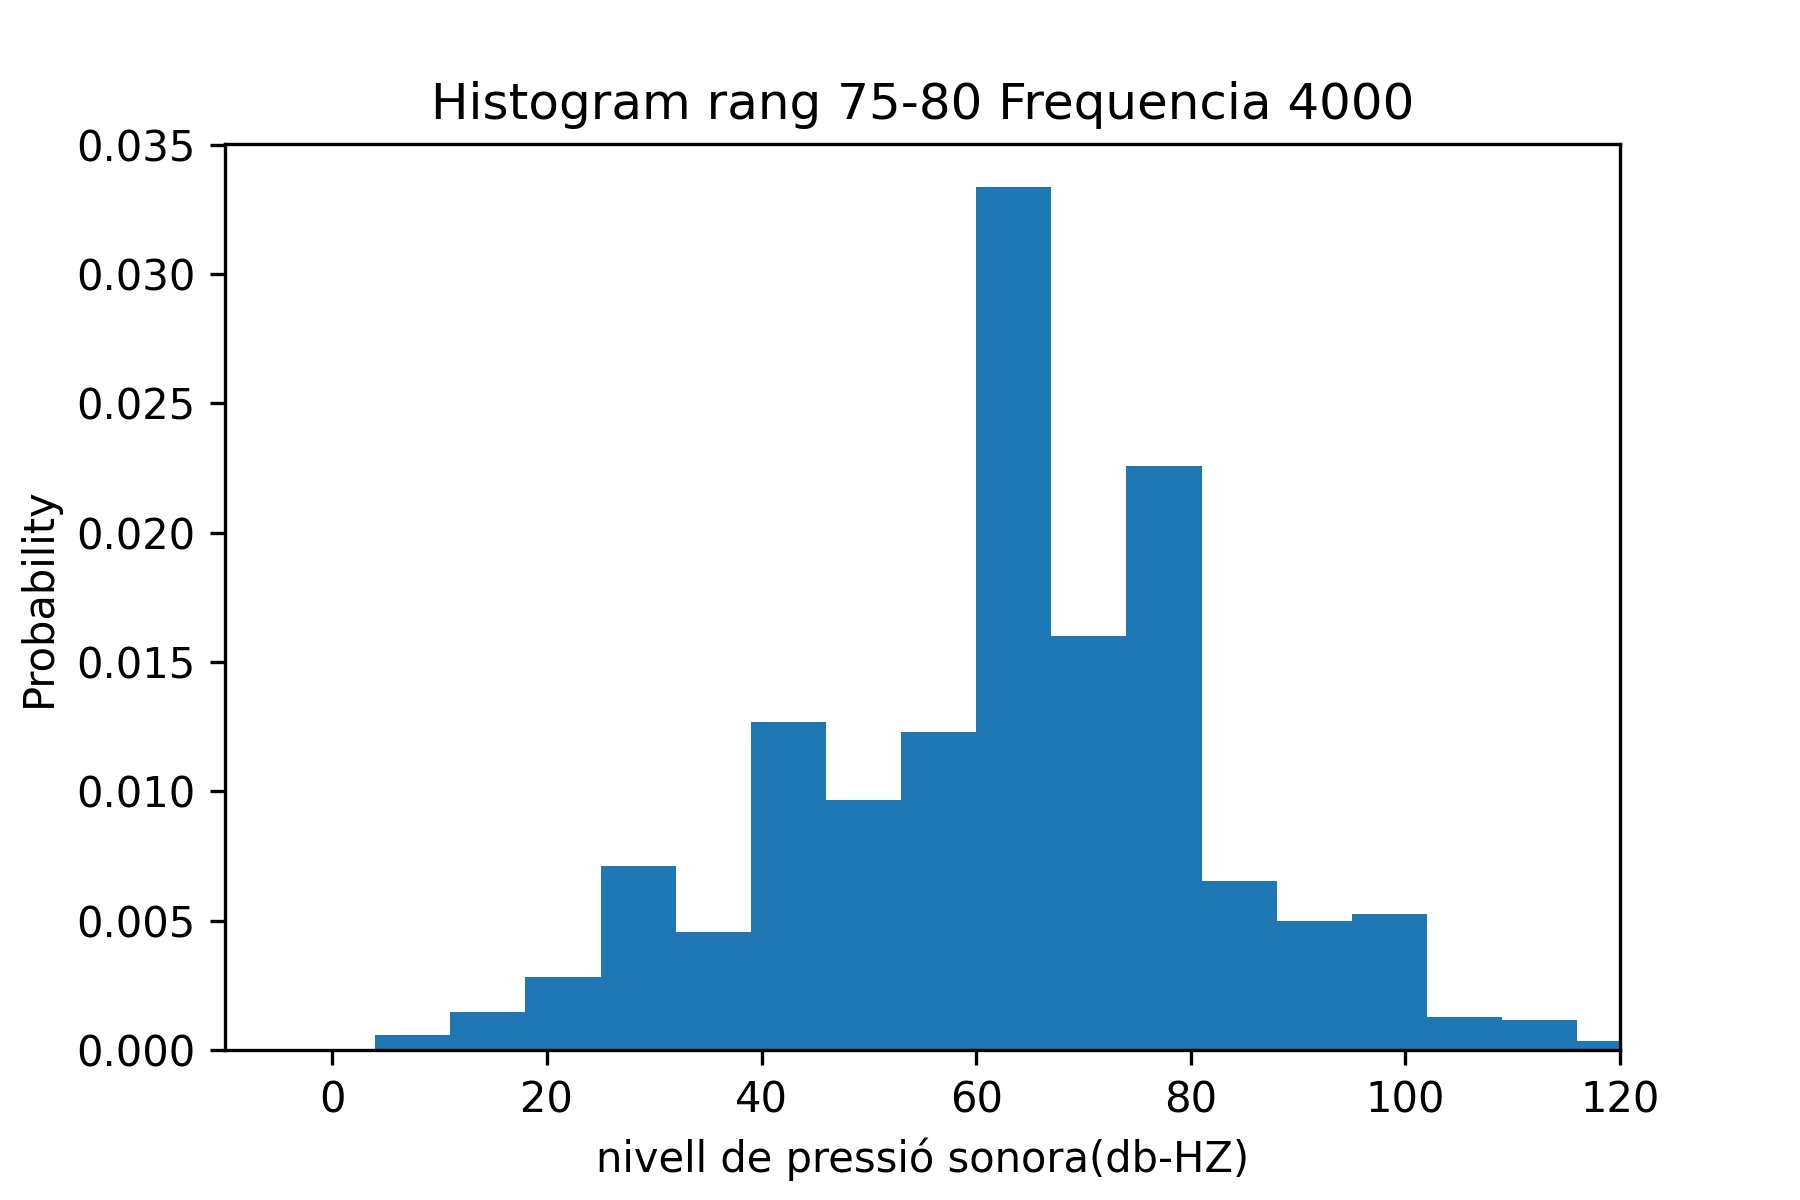 Histogram rang 75-80 Frequencia 4000
0.035
0.030
0.025
0.020
0.015
0.010
0.005
0.000
Probability
0 20 40 60 80 100 120
nivell de pressió sonora(db-HZ)